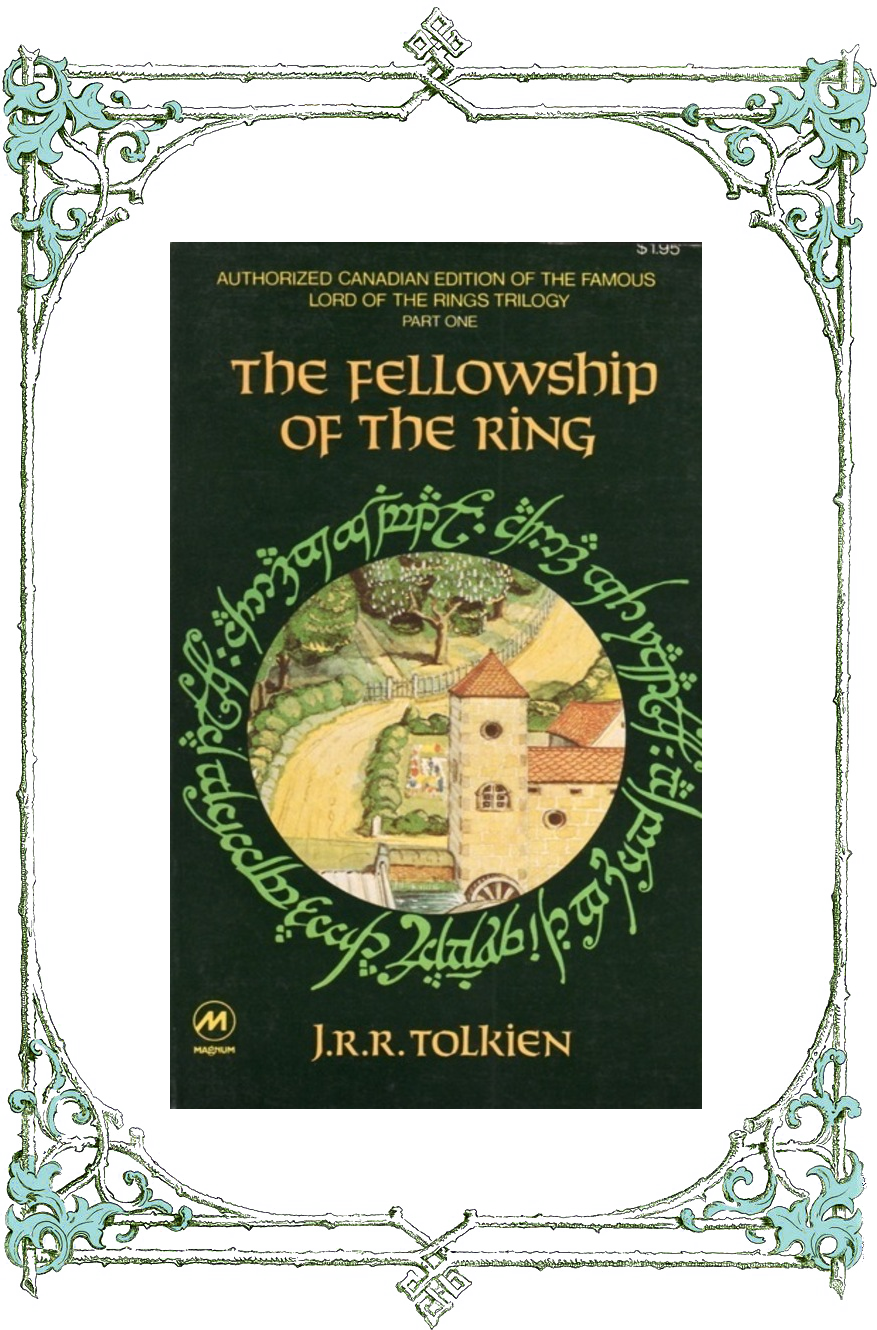 $1.95
AUTHORIZED CANADIAN EDITION OF THE FAMOUS
LORD OF THE RINGS TRILOGY
PART ONE
The Fellowship
OF The RiNG
M
MAGNUM
J.R.R. TOLKiEN